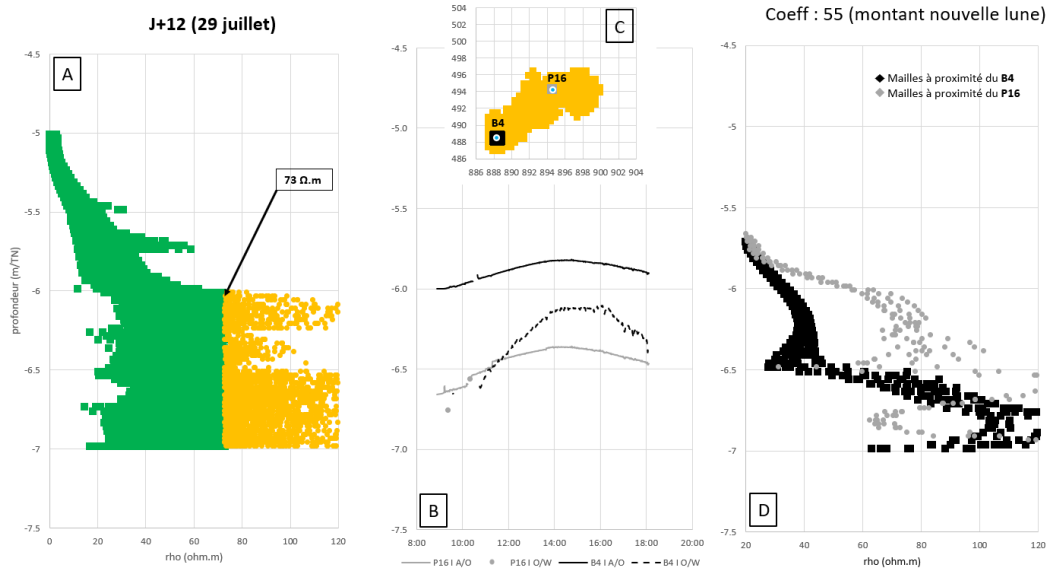 J+12 (29 juillet)
Coeff : 55 (montant nouvelle lune)
A
profondeur (m/TN)
-4.5
-5
-5.5
-6
-6.5
-7
-7.5
0 20 40 60 80 100 120
rho (ohm.m)
73 Ω.m
C
504
502
500
498
496
494
492
490
488
486
886 888 890 892 894 896 898 900 902 904
P16
B4
B
-4.5
-5.0
-5.5
-6.0
-6.5
-7.0
-7.5
8:00 10:00 12:00 14:00 16:00 18:00 20:00
P16 I A/O P16 I O/W B4 I A/O B4 I O/W
D
Mailles à proximité du B4
Mailles à proximité du P16
-4.5
-5
-5.5
-6
-6.5
-7
-7.5
20 40 60 80 100 120
rho (ohm.m)